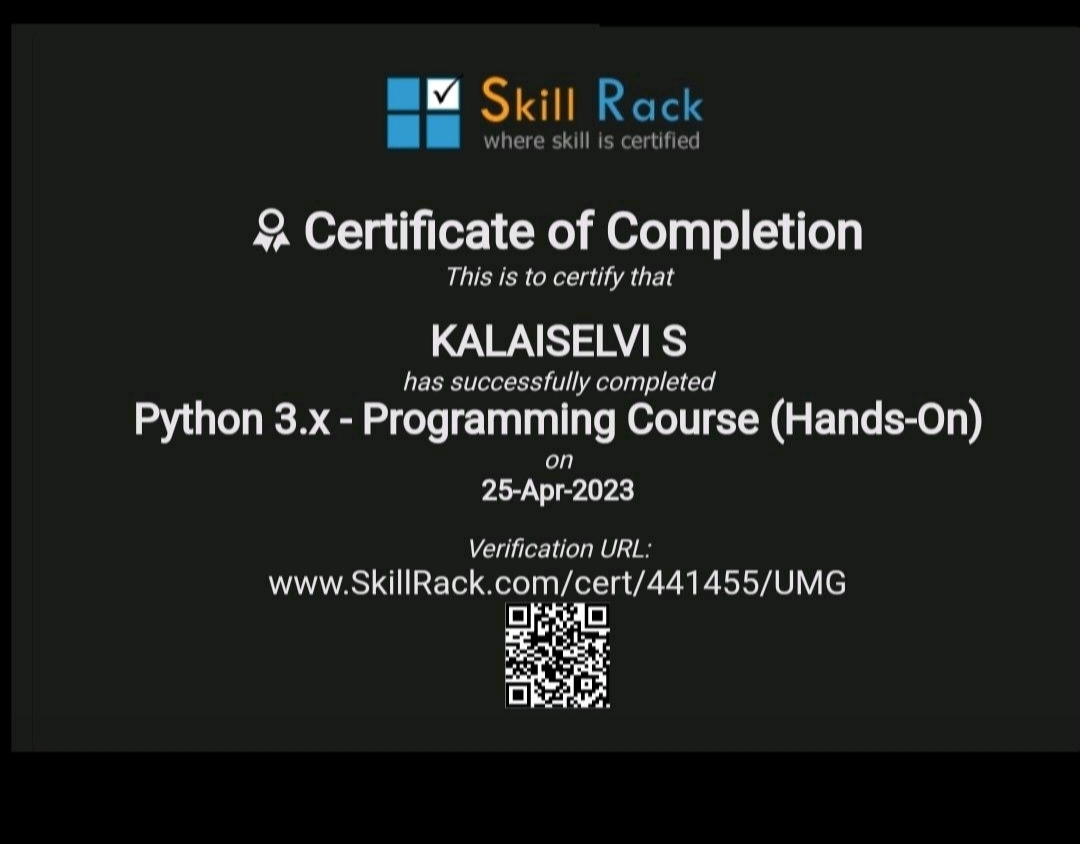 Skill Rack
where skill is certified
Certificate of Completion
This is to certify that
KALAISELVI S
has successfully completed
Python 3.x - Programming Course (Hands-On)
on
25-Apr-2023
Verification URL:
www.SkillRack.com/cert/441455/UMG